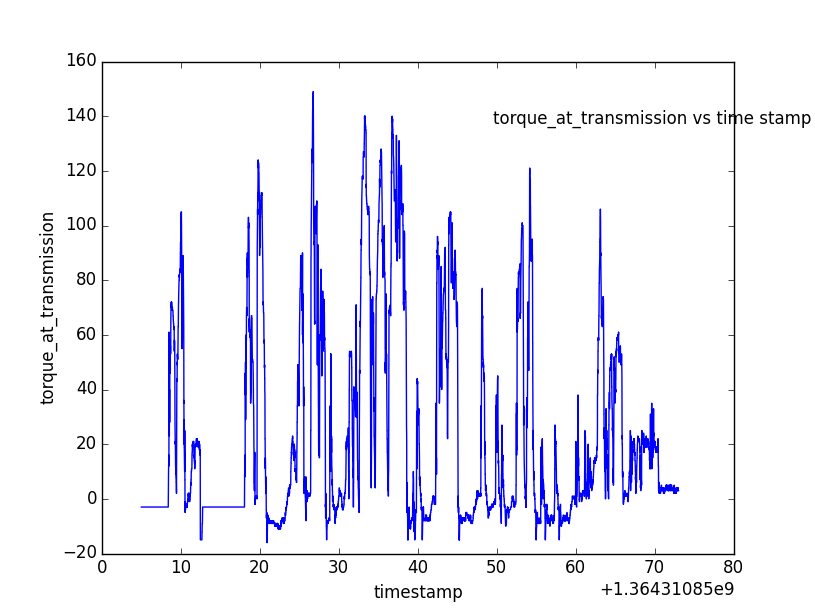 160
140
120
100
80
60
40
20
0
−20
torque_at_transmission
torque_at_transmission vs time stamp
0 10 20 30 40 50 60 70 80
timestamp
+1.36431085e9